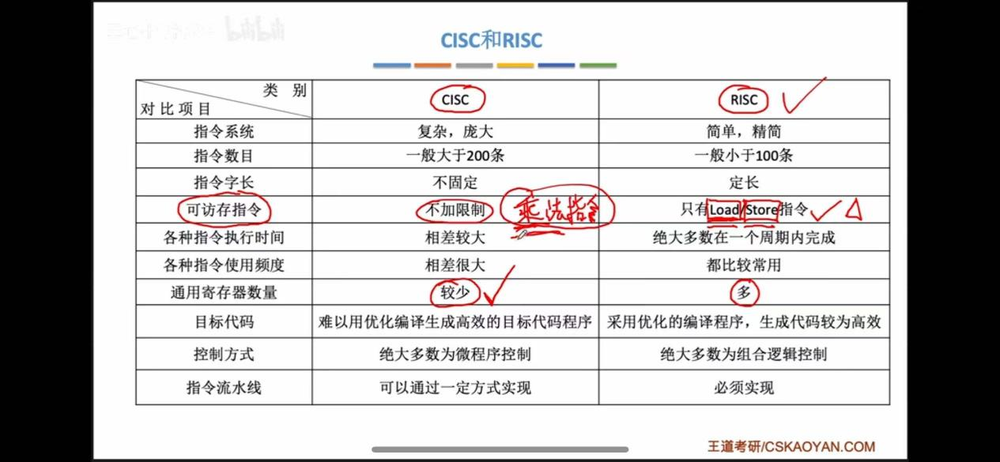 CISC和RISC
类 别
对比项目 CISC RISC
指令系统 复杂，庞大 简单，精简
指令数目 一般大于200条 一般小于100条
指令字长 不固定 定长
可访存指令 不加限制 乘法指令 只有Load/Store指令
各种指令执行时间 相差较大 绝大多数在一个周期内完成
各种指令使用频度 相差很大 都比较常用
通用寄存器数量 较少 多
目标代码 难以用优化编译生成高效的目标代码程序 采用优化的编译程序，生成代码较为高效
控制方式 绝大多数为微程序控制 绝大多数为组合逻辑控制
指令流水线 可以通过一定方式实现 必须实现
王道考研/CSKAOYAN.COM